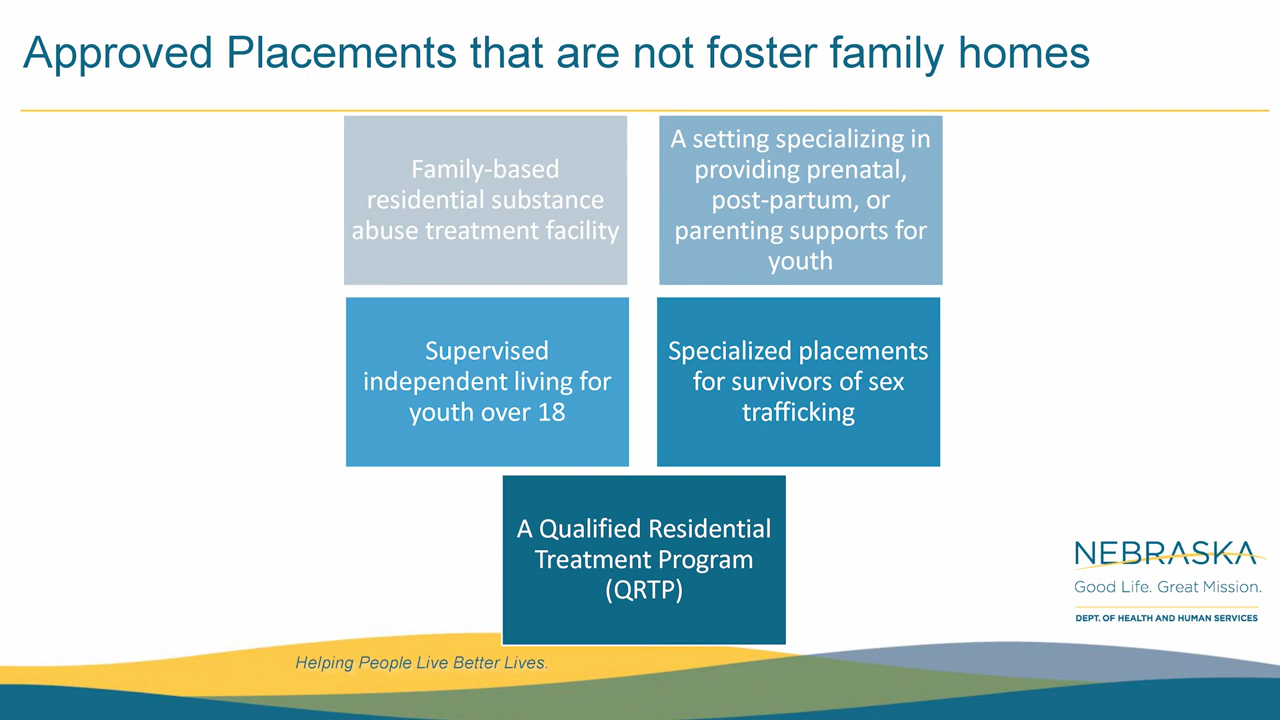 Approved Placements that are not foster family homes
Family-based
residential substance
abuse treatment facility
A setting specializing in
providing prenatal,
post-partum, or
parenting supports for
youth
Supervised
independent living for
youth over 18
Specialized placements
for survivors of sex
trafficking
A Qualified Residential
Treatment Program
(QRTP)
NEBRASKA
Good Life. Great Mission.
DEPT. OF HEALTH AND HUMAN SERVICES
Helping People Live Better Lives.